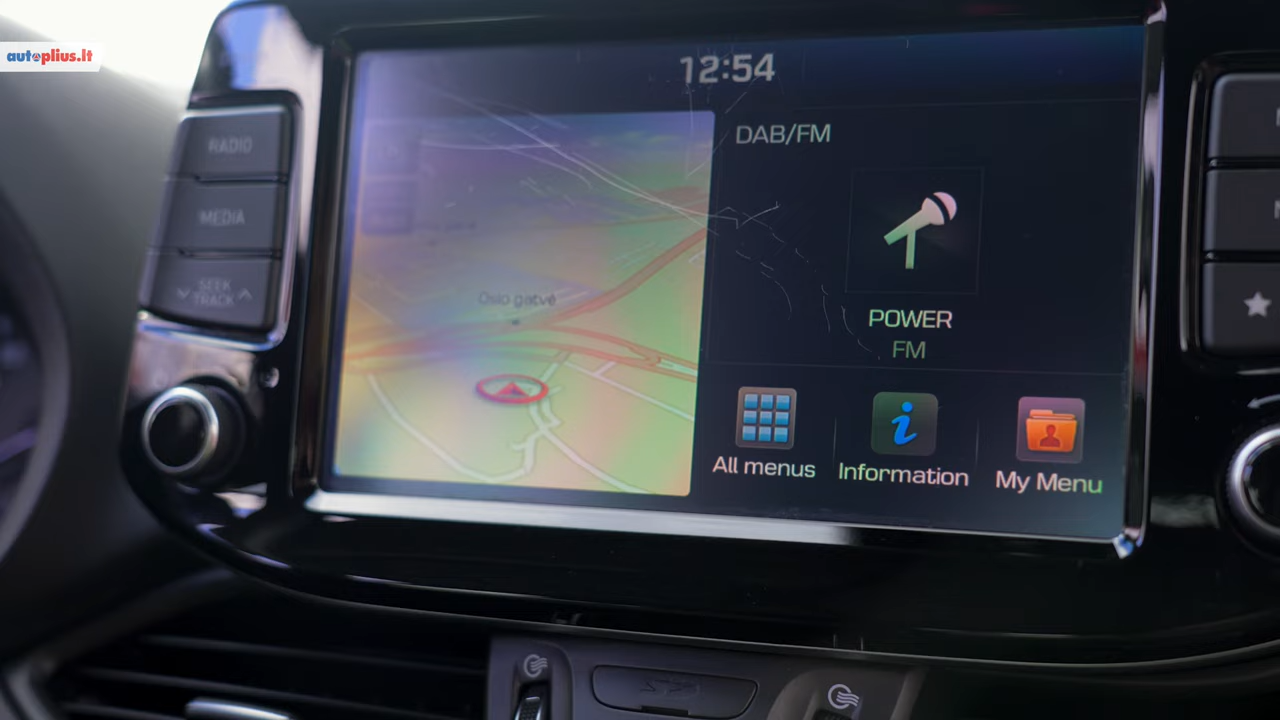 autoplius.lt
12:54
RADIO
MEDIA
SEEK
TRACK
DAB/FM
Oslo gatvė
POWER
FM
All menus
Information
My Menu